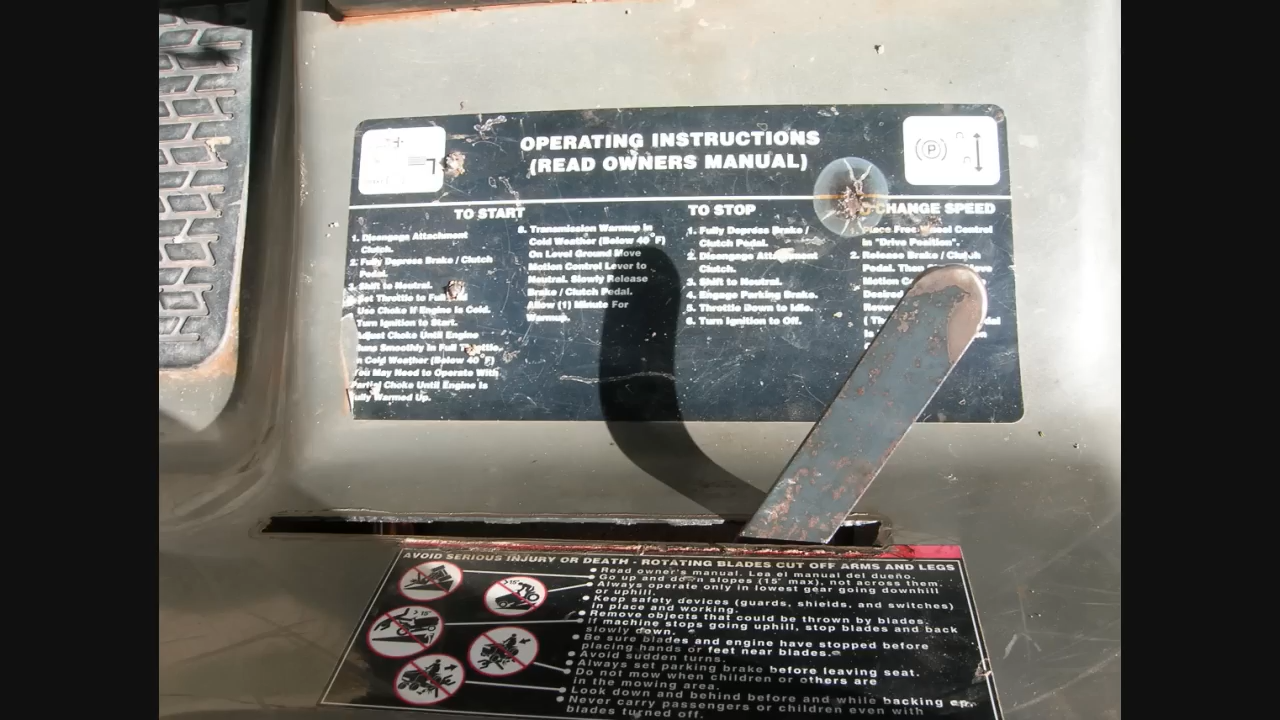 OPERATING INSTRUCTIONS
(READ OWNERS MANUAL)
P
TO START
1. Disengage Attachment
Clutch.
2. Fully Depress Brake / Clutch
Pedal.
3. Shift to Neutral.
Set Throttle to Full
Use Choke If Engine Is Cold.
Turn Ignition to Start.
Adjust Choke Until Engine
Runs Smoothly In Full Throttle.
In Cold Weather (Below 40°F)
You May Need to Operate With
Partial Choke Until Engine Is
Fully Warmed Up.
8. Transmission Warmup In
Cold Weather (Below 40°F)
On Level Ground Move
Motion Control Lever to
Neutral. Slowly Release
Brake / Clutch Pedal.
Allow (1) Minute For
Warmup.
TO STOP
1. Fully Depress Brake /
Clutch Pedal.
2. Disengage Attachment
Clutch.
3. Shift to Neutral.
4. Engage Parking Brake.
5. Throttle Down to Idle.
6. Turn Ignition to Off.
CHANGE SPEED
Place Free Wheel Control
In "Drive Position".
2. Release Brake / Clutch
Pedal. Then
AVOID SERIOUS INJURY OR DEATH - ROTATING BLADES CUT OFF ARMS AND LEGS
Read owner's manual. Lea el manual del dueño.
Go up and down slopes (15° max), not across them.
Always operate only in lowest gear going downhill
or uphill.
Keep safety devices (guards, shields, and switches)
in place and working.
Remove objects that could be thrown by blades.
If machine stops going uphill, stop blades and back
slowly down.
Be sure blades and engine have stopped before
placing hands or feet near blades.
Avoid sudden turns.
Always set parking brake before leaving seat.
Do not mow when children or others are
in the mowing area.
Look down and behind before and while backing up.
Never carry passengers or children even with
blades turned off.
>15°
>15°